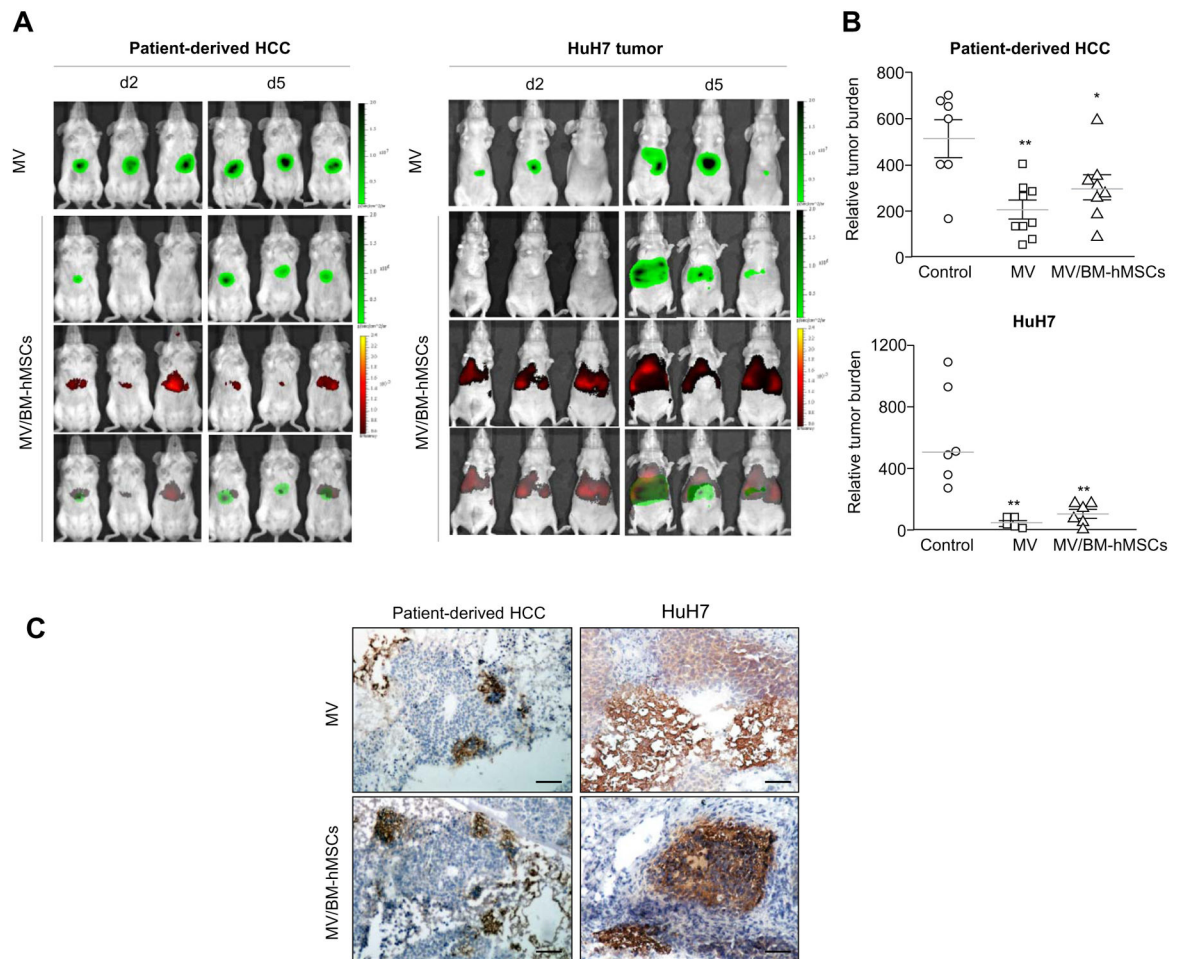 A
Patient-derived HCC
HuH7 tumor
d2
d5
d2
d5
MV
MV
MV/BM-hMSCs
MV/BM-hMSCs
B
Patient-derived HCC
Relative tumor burden
800
600
400
200
0
**
*
Control
MV
MV/BM-hMSCs
HuH7
Relative tumor burden
1200
800
400
0
**
**
Control
MV
MV/BM-hMSCs
C
Patient-derived HCC
HuH7
MV
MV/BM-hMSCs